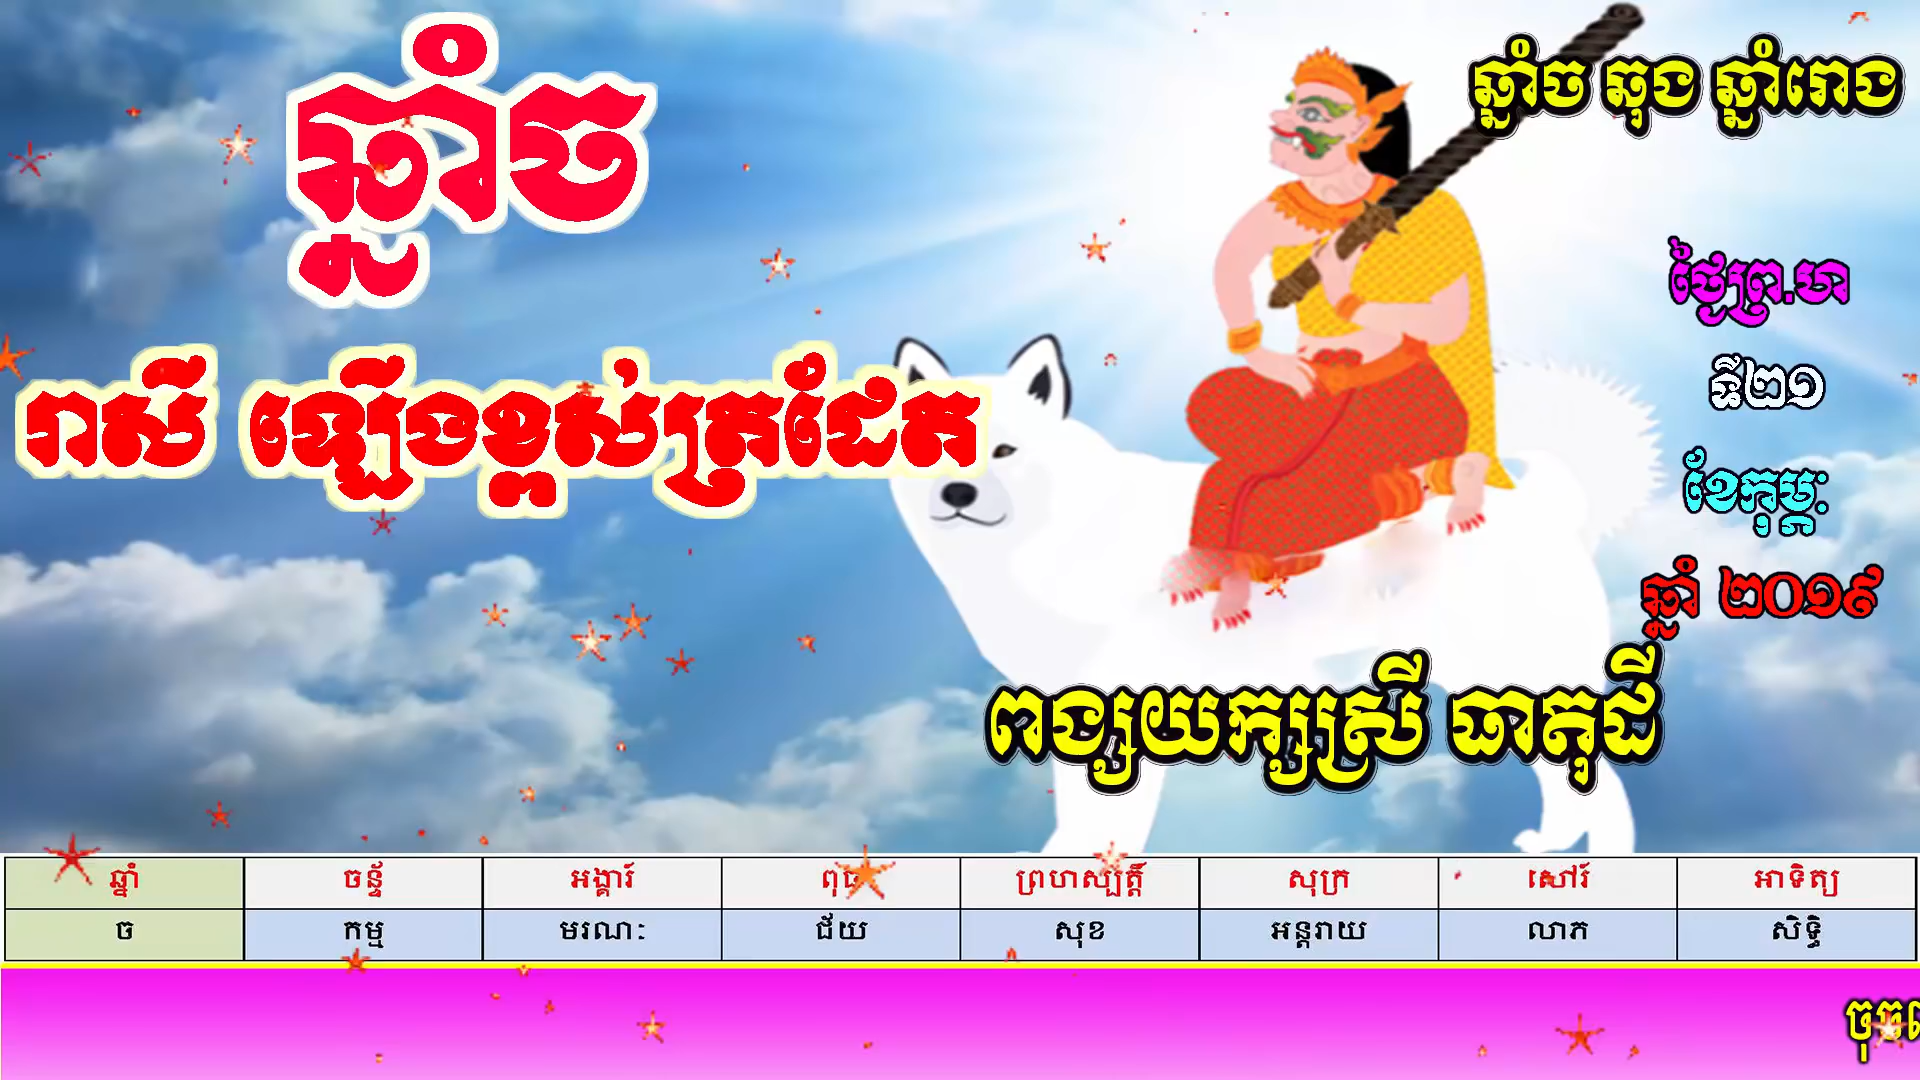 ឆ្នាំច
ឆ្នាំច ឆុង ឆ្នាំរោង
ថ្ងៃព្រ.ហ
ទី២១
ខែកុម្ភៈ
ឆ្នាំ ២០១៩
រាសី ឡើងខ្ពស់ត្រដែត
ពង្សយក្សស្រី ធាតុដី
ឆ្នាំ ចន្ទ័ អង្គារ៍ ពុធ ព្រហស្បត្តិ៍ សុក្រ សៅរ៍ អាទិត្យ
ច កម្ម មរណៈ ជ័យ សុខ អន្តរាយ លាភ សិទ្ធិ